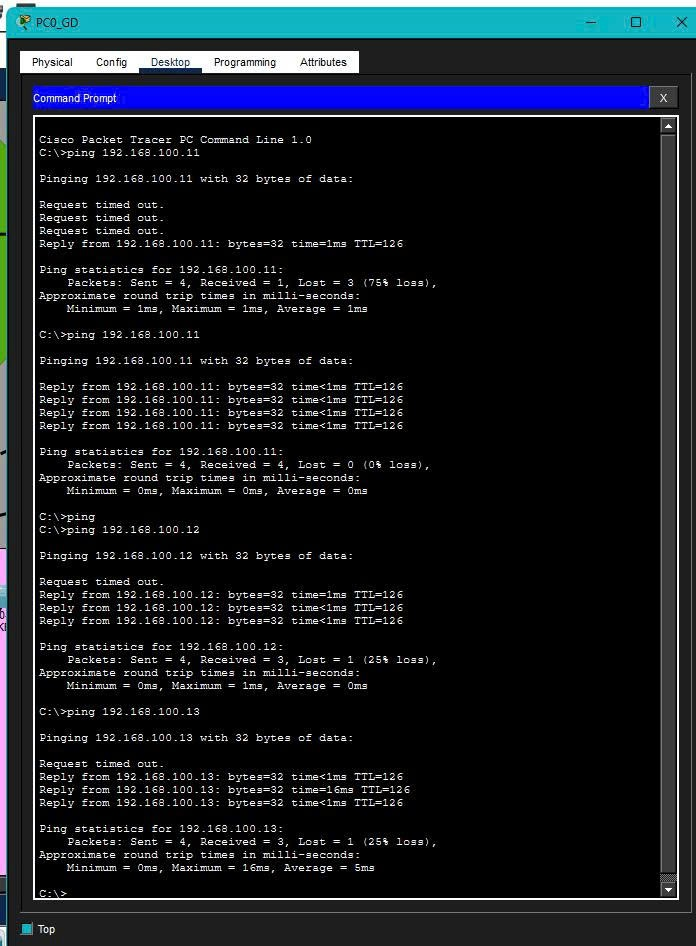 PC0_GD
Physical Config Desktop Programming Attributes
Command Prompt X
Cisco Packet Tracer PC Command Line 1.0
C:\>ping 192.168.100.11
Pinging 192.168.100.11 with 32 bytes of data:
Request timed out.
Request timed out.
Request timed out.
Reply from 192.168.100.11: bytes=32 time=1ms TTL=126
Ping statistics for 192.168.100.11:
Packets: Sent = 4, Received = 1, Lost = 3 (75% loss),
Approximate round trip times in milli-seconds:
Minimum = 1ms, Maximum = 1ms, Average = 1ms
C:\>ping 192.168.100.11
Pinging 192.168.100.11 with 32 bytes of data:
Reply from 192.168.100.11: bytes=32 time<1ms TTL=126
Reply from 192.168.100.11: bytes=32 time<1ms TTL=126
Reply from 192.168.100.11: bytes=32 time<1ms TTL=126
Reply from 192.168.100.11: bytes=32 time<1ms TTL=126
Ping statistics for 192.168.100.11:
Packets: Sent = 4, Received = 4, Lost = 0 (0% loss),
Approximate round trip times in milli-seconds:
Minimum = 0ms, Maximum = 0ms, Average = 0ms
C:\>ping
C:\>ping 192.168.100.12
Pinging 192.168.100.12 with 32 bytes of data:
Request timed out.
Reply from 192.168.100.12: bytes=32 time=1ms TTL=126
Reply from 192.168.100.12: bytes=32 time<1ms TTL=126
Reply from 192.168.100.12: bytes=32 time<1ms TTL=126
Ping statistics for 192.168.100.12:
Packets: Sent = 4, Received = 3, Lost = 1 (25% loss),
Approximate round trip times in milli-seconds:
Minimum = 0ms, Maximum = 1ms, Average = 0ms
C:\>ping 192.168.100.13
Pinging 192.168.100.13 with 32 bytes of data:
Request timed out.
Reply from 192.168.100.13: bytes=32 time<1ms TTL=126
Reply from 192.168.100.13: bytes=32 time=16ms TTL=126
Reply from 192.168.100.13: bytes=32 time<1ms TTL=126
Ping statistics for 192.168.100.13:
Packets: Sent = 4, Received = 3, Lost = 1 (25% loss),
Approximate round trip times in milli-seconds:
Minimum = 0ms, Maximum = 16ms, Average = 5ms
C:\>
Top